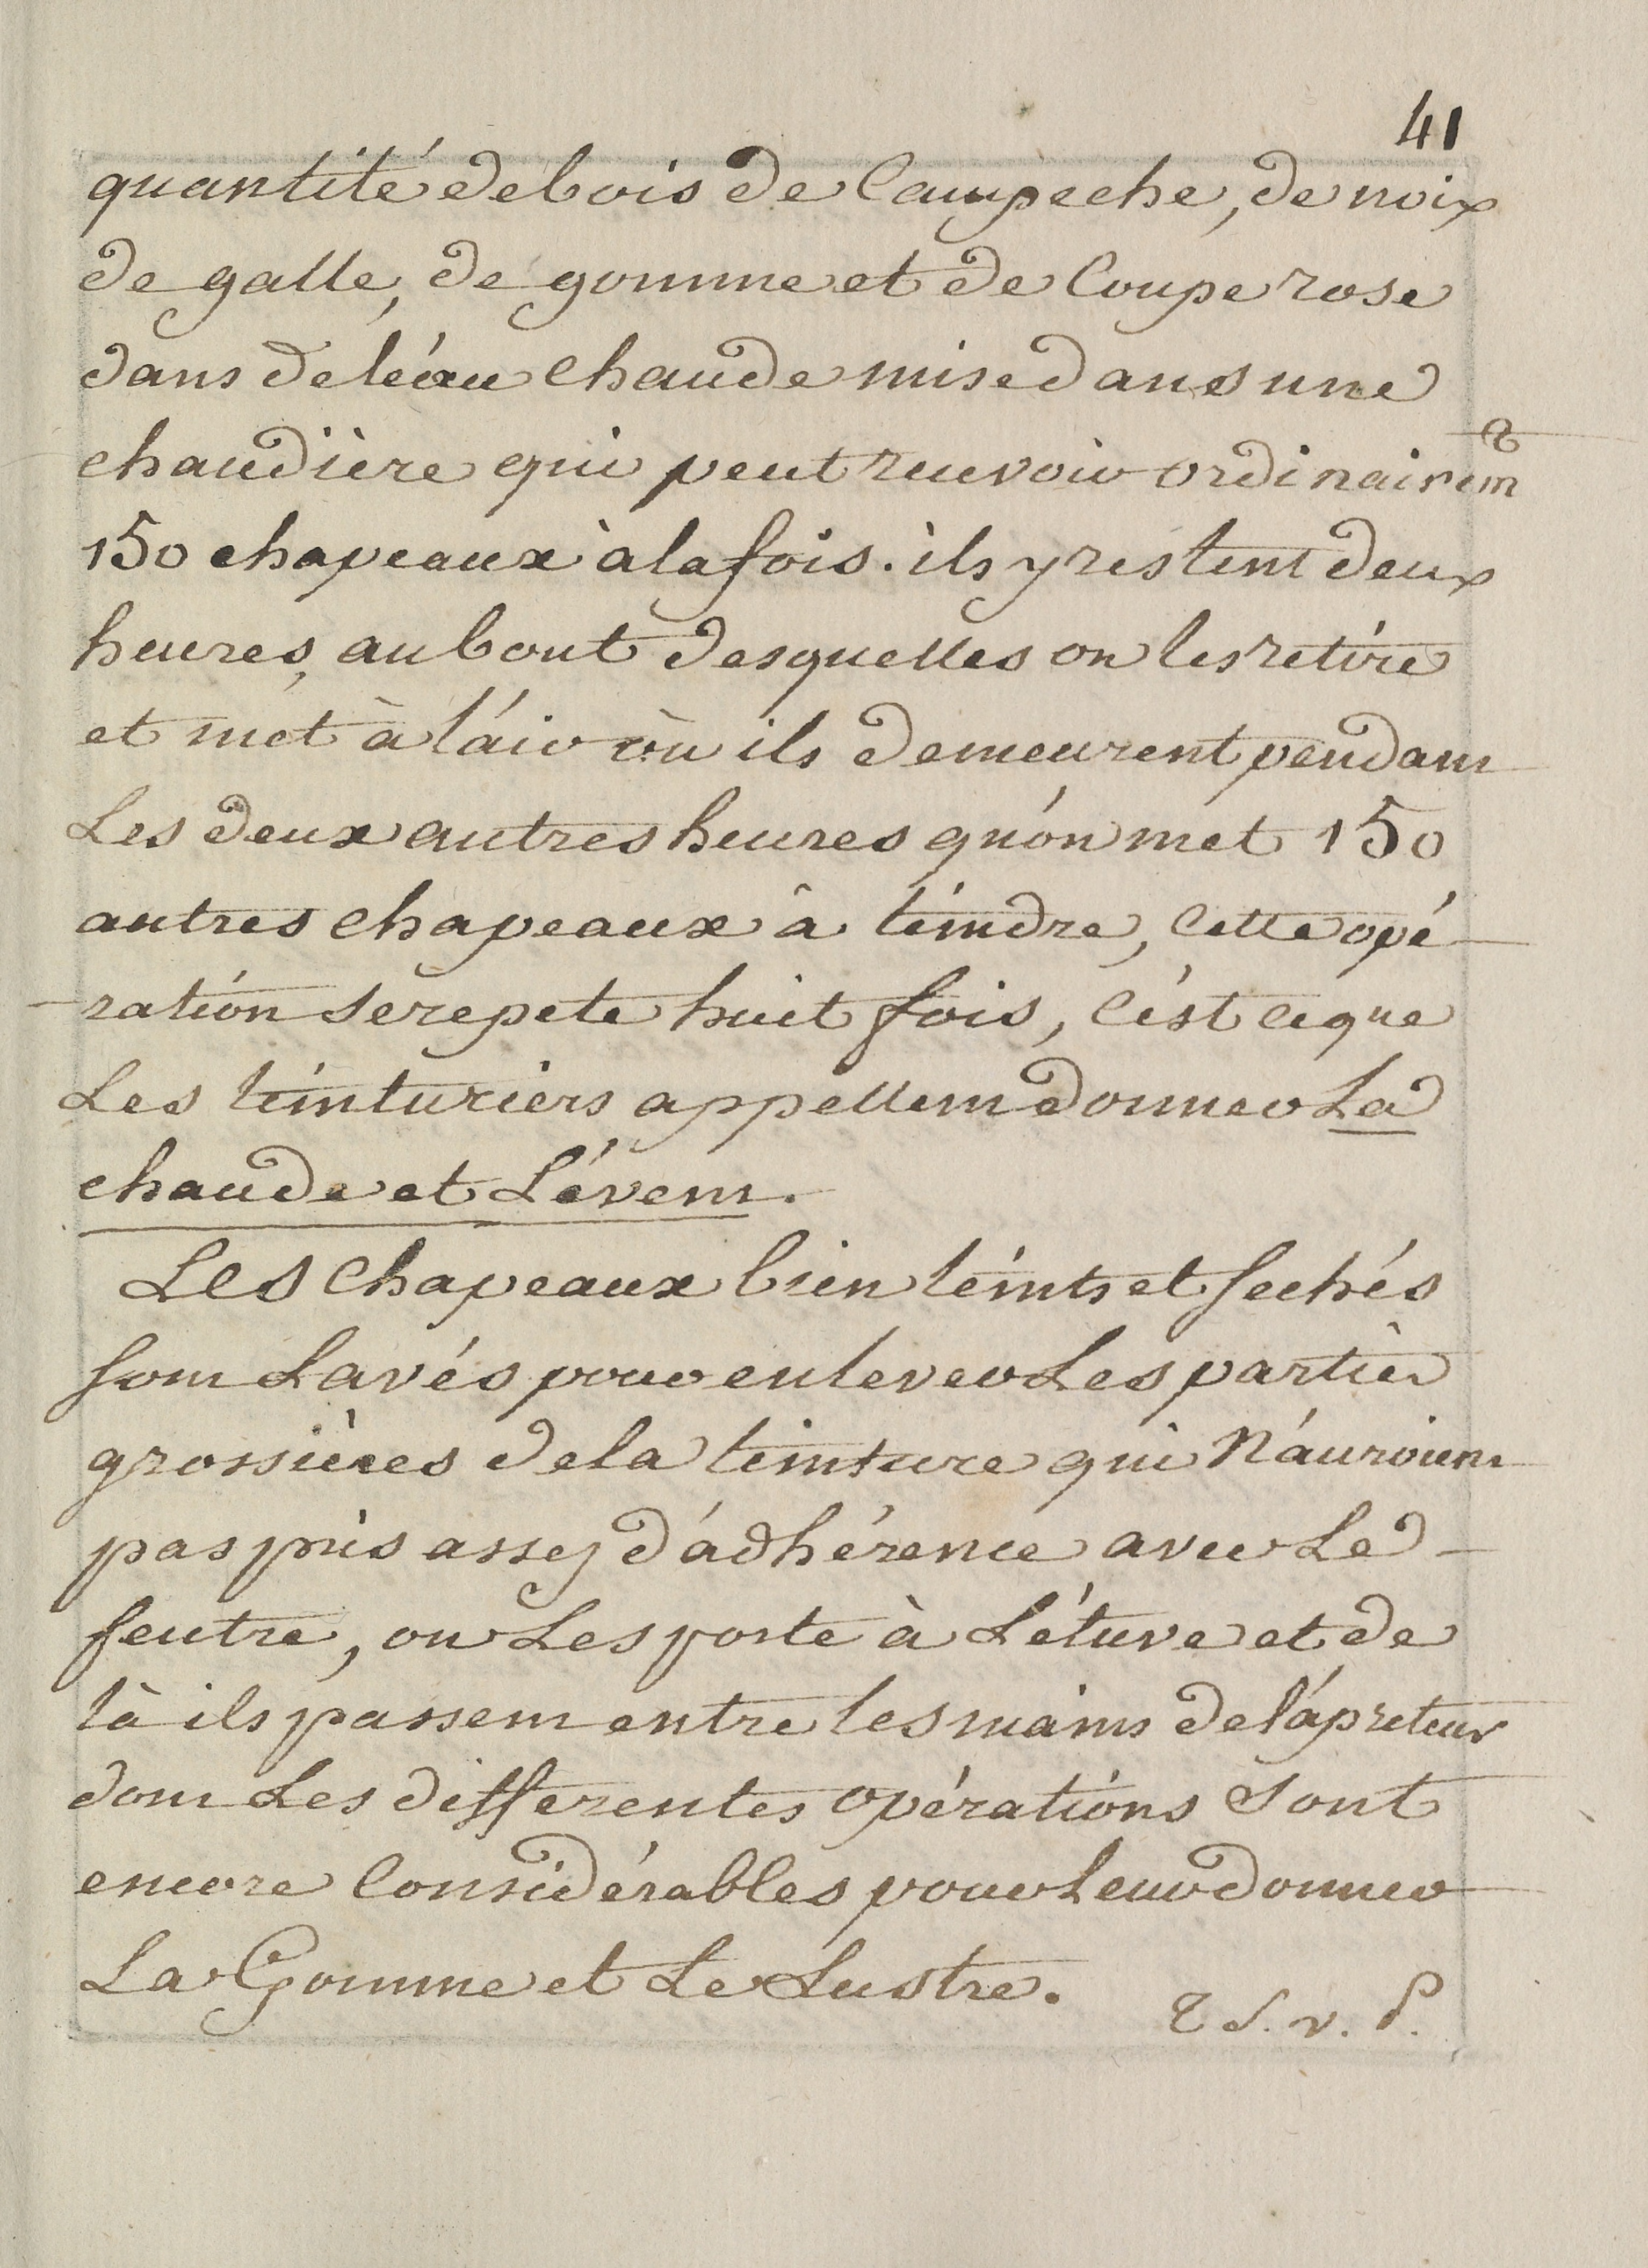 41
quantité de bois de Campeche, de noix
de galle, de gomme et de Couperose
dans de léau chaude mise dans une
chaudière qui peut recevoir ordinairemt
150 chapeaux à la fois. ils y restent deux
heures, au bout desquelles on les retire
et met à láir où ils demeurent pendant
Les deux autres heures qu'on met 150
autres chapeaux à teindre, Cette opé-
-ration se repete huit fois, C'est ce que
Les teinturiers appellent donner La
chaude et L'évent.
Les Chapeaux bien teints et sechés
sont Lavés pour enlever Les parties
grossières de la teinture qui N'auroient
pas pris assez d'adhérence avec Le -
feutre, on Les porte à L'étuve et de
là ils passent entre les mains de l'apreteur
dont Les differentes opérations Sont
encore Considérables pour Leur donner
La Gomme et Le Lustre.
T S. v. P.